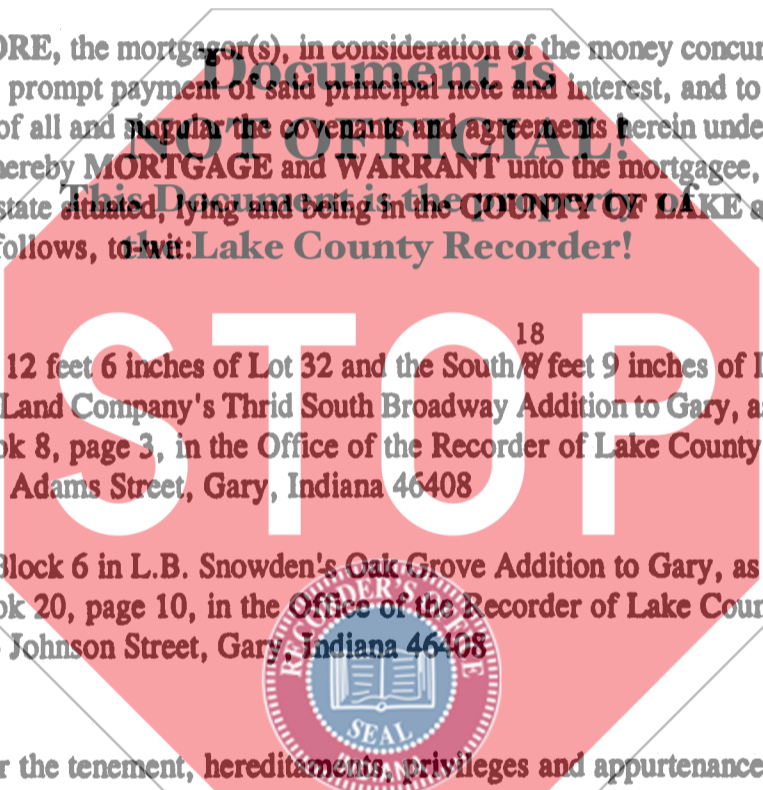 ORE, the mortgagor(s), in consideration of the money concur
Document is
prompt payment of said principal note and interest, and to
of all and singular the covenants and agreements herein unde
NOT OFFICIAL!
hereby MORTGAGE and WARRANT unto the mortgagee,
This Document is the property of
state situated, lying and being in the COUNTY OF LAKE a
follows, to-wit:
the Lake County Recorder!
STOP
18
12 feet 6 inches of Lot 32 and the South/8/ feet 9 inches of L
Land Company's Thrid South Broadway Addition to Gary, as
ok 8, page 3, in the Office of the Recorder of Lake County
Adams Street, Gary, Indiana 46408
Block 6 in L.B. Snowden's Oak Grove Addition to Gary, as
ok 20, page 10, in the Office of the Recorder of Lake Coun
Johnson Street, Gary, Indiana 46408
RECORDER'S OFFICE
SEAL
INDIANA
r the tenement, hereditaments, privileges and appurtenance